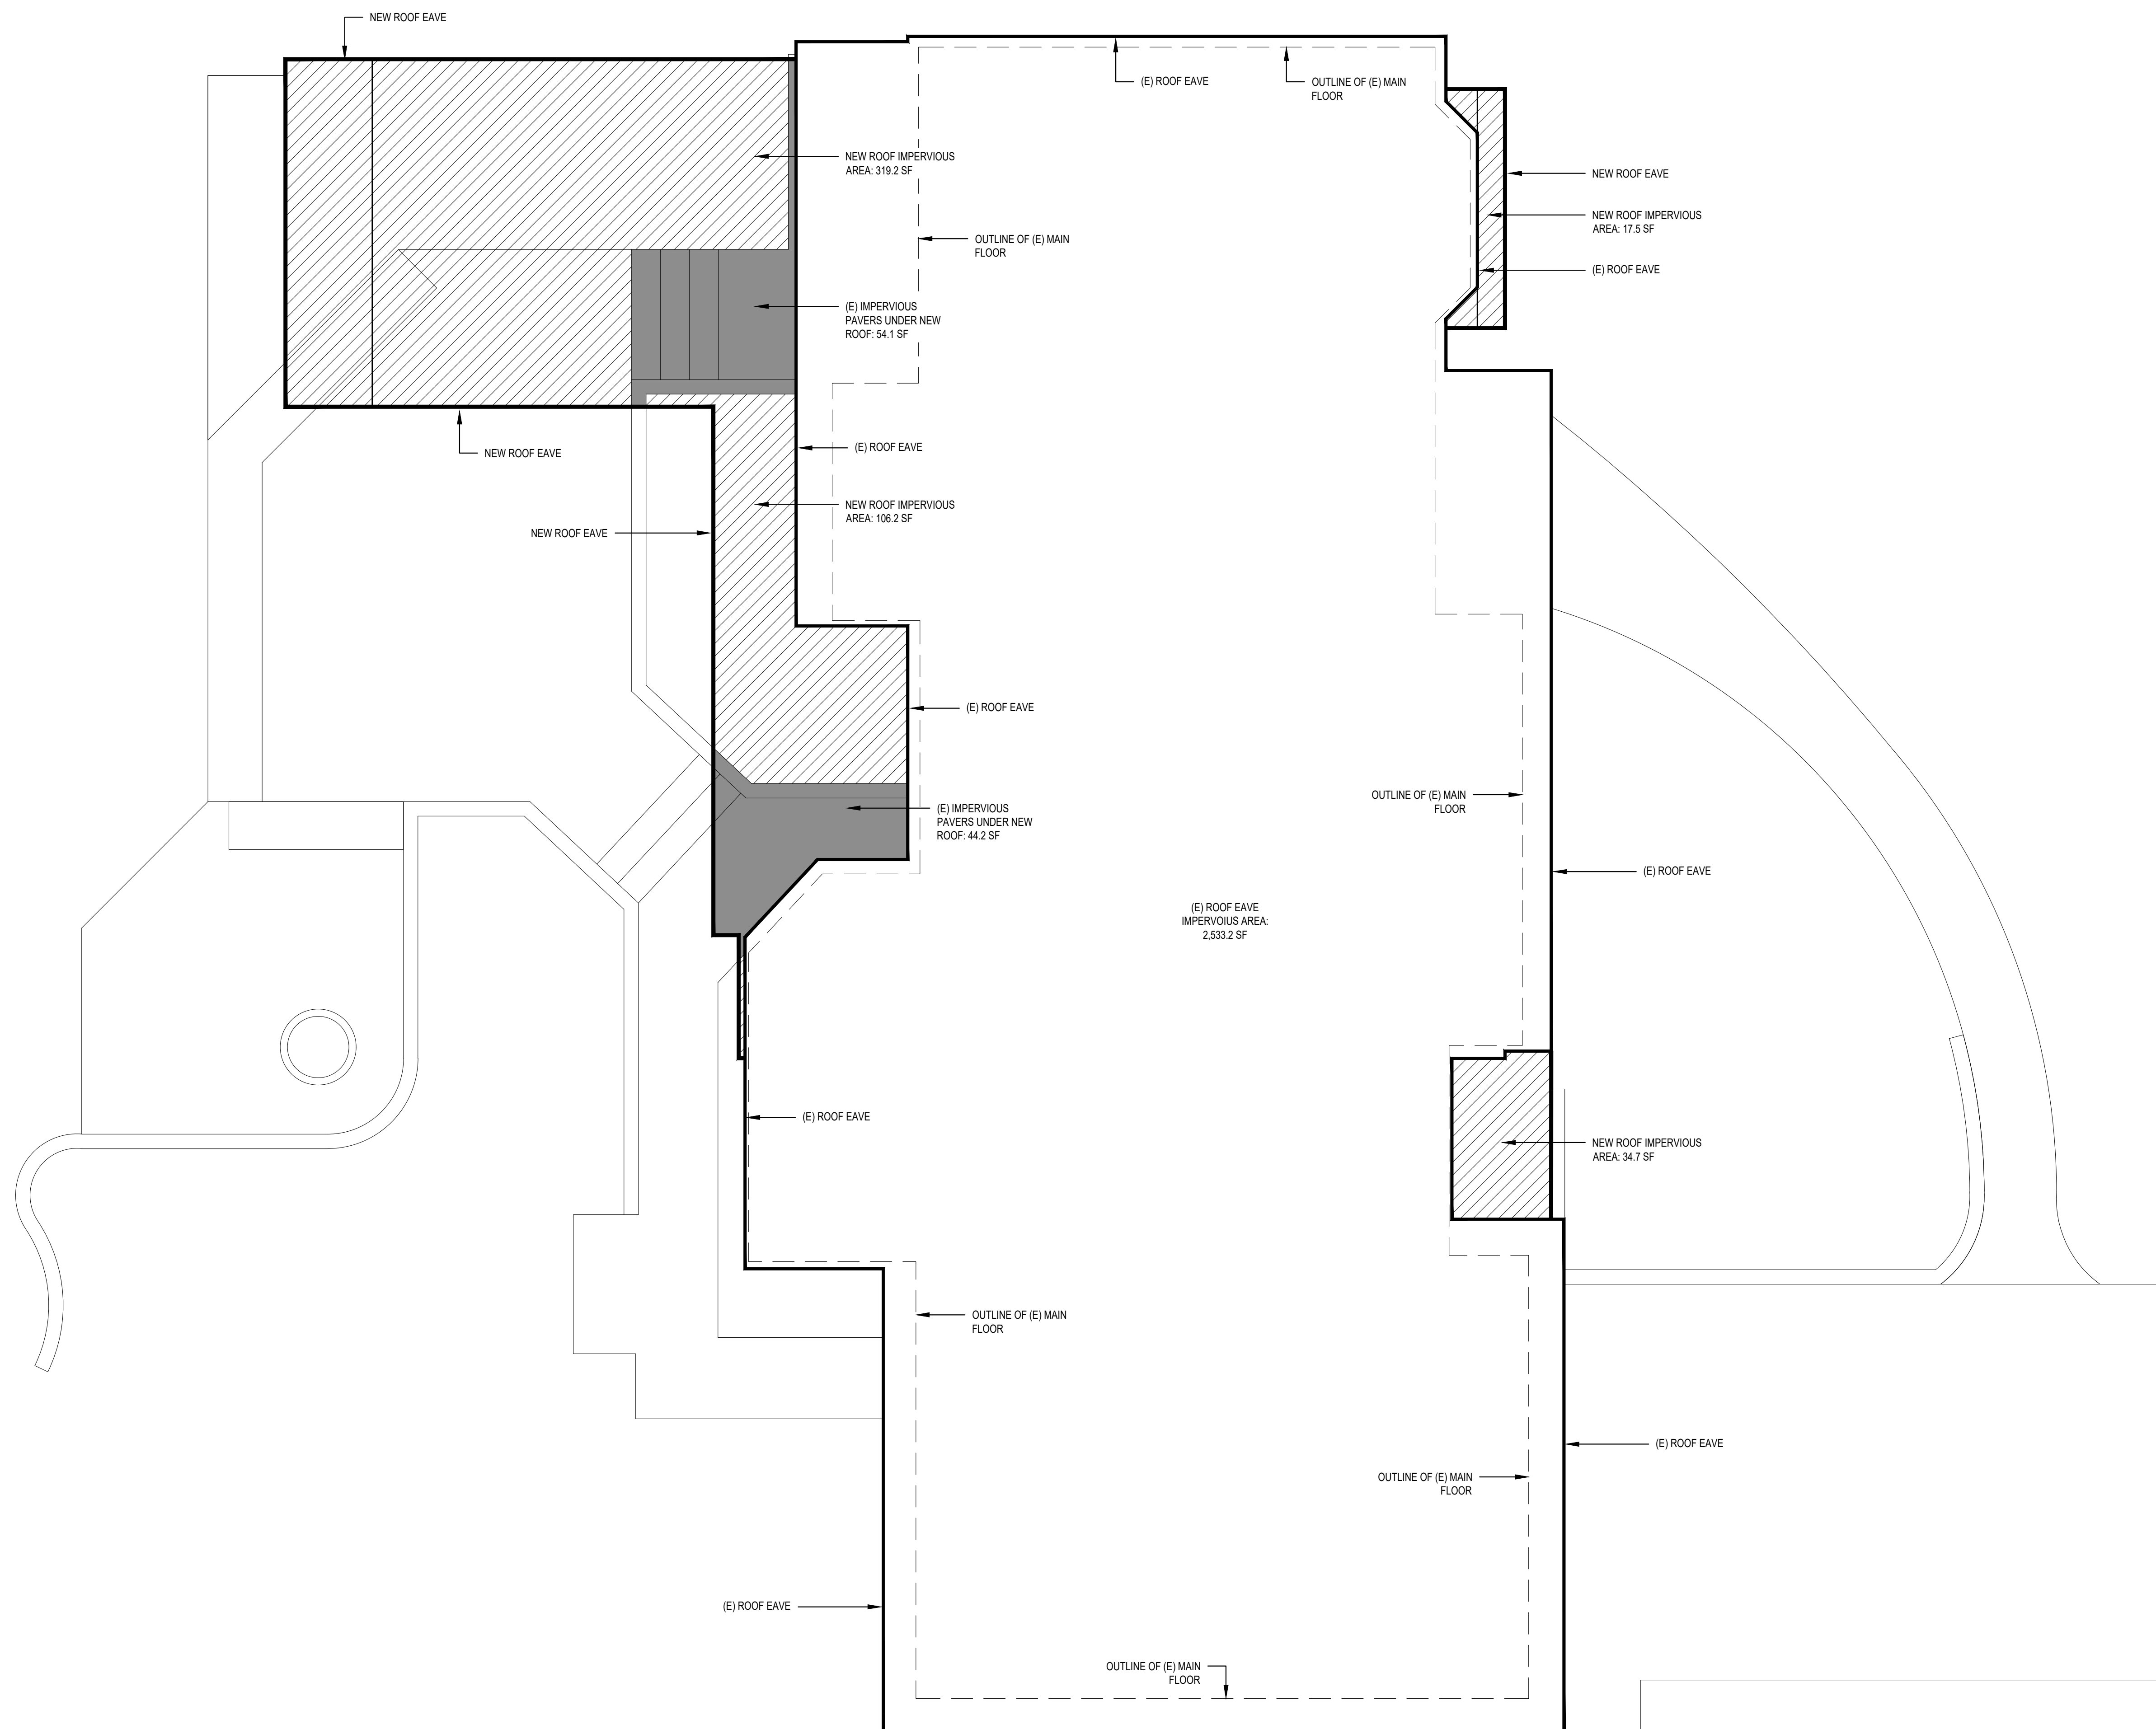 NEW ROOF EAVE
(E) ROOF EAVE
OUTLINE OF (E) MAIN
FLOOR
NEW ROOF IMPERVIOUS
AREA: 319.2 SF
NEW ROOF EAVE
NEW ROOF IMPERVIOUS
AREA: 17.5 SF
OUTLINE OF (E) MAIN
FLOOR
(E) ROOF EAVE
(E) IMPERVIOUS
PAVERS UNDER NEW
ROOF: 54.1 SF
(E) ROOF EAVE
NEW ROOF EAVE
NEW ROOF IMPERVIOUS
AREA: 106.2 SF
NEW ROOF EAVE
(E) ROOF EAVE
OUTLINE OF (E) MAIN
FLOOR
(E) IMPERVIOUS
PAVERS UNDER NEW
ROOF: 44.2 SF
(E) ROOF EAVE
(E) ROOF EAVE
IMPERVOIUS AREA:
2,533.2 SF
(E) ROOF EAVE
NEW ROOF IMPERVIOUS
AREA: 34.7 SF
OUTLINE OF (E) MAIN
FLOOR
(E) ROOF EAVE
OUTLINE OF (E) MAIN
FLOOR
(E) ROOF EAVE
OUTLINE OF (E) MAIN
FLOOR